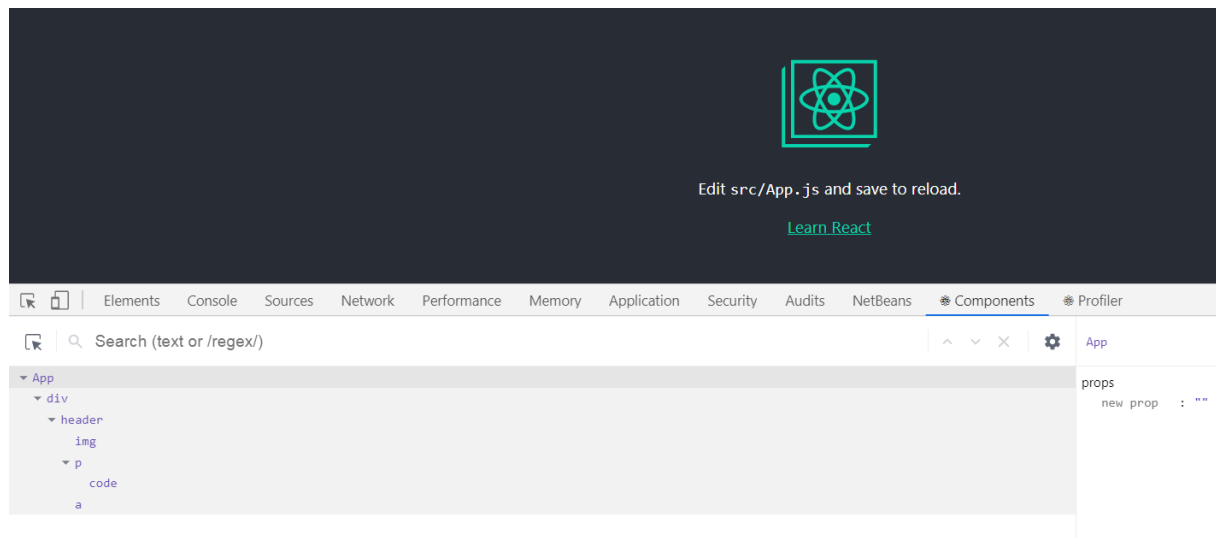 Edit src/App.js and save to reload.
Learn React
Elements Console Sources Network Performance Memory Application Security Audits NetBeans Components Profiler
Search (text or /regex/)
App
App
div
header
img
p
code
a
props
new prop : ""